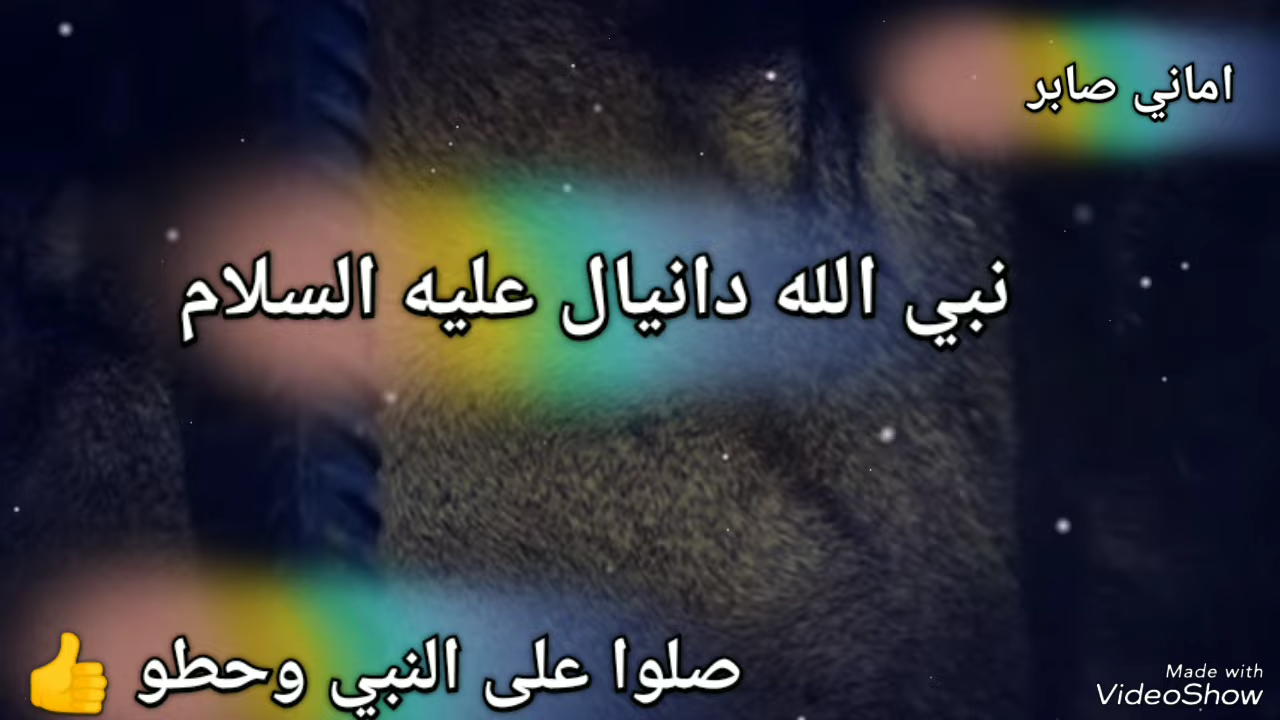 اماني صابر
نبي الله دانيال عليه السلام
صلوا على النبي وحطو 👍
Made with
VideoShow